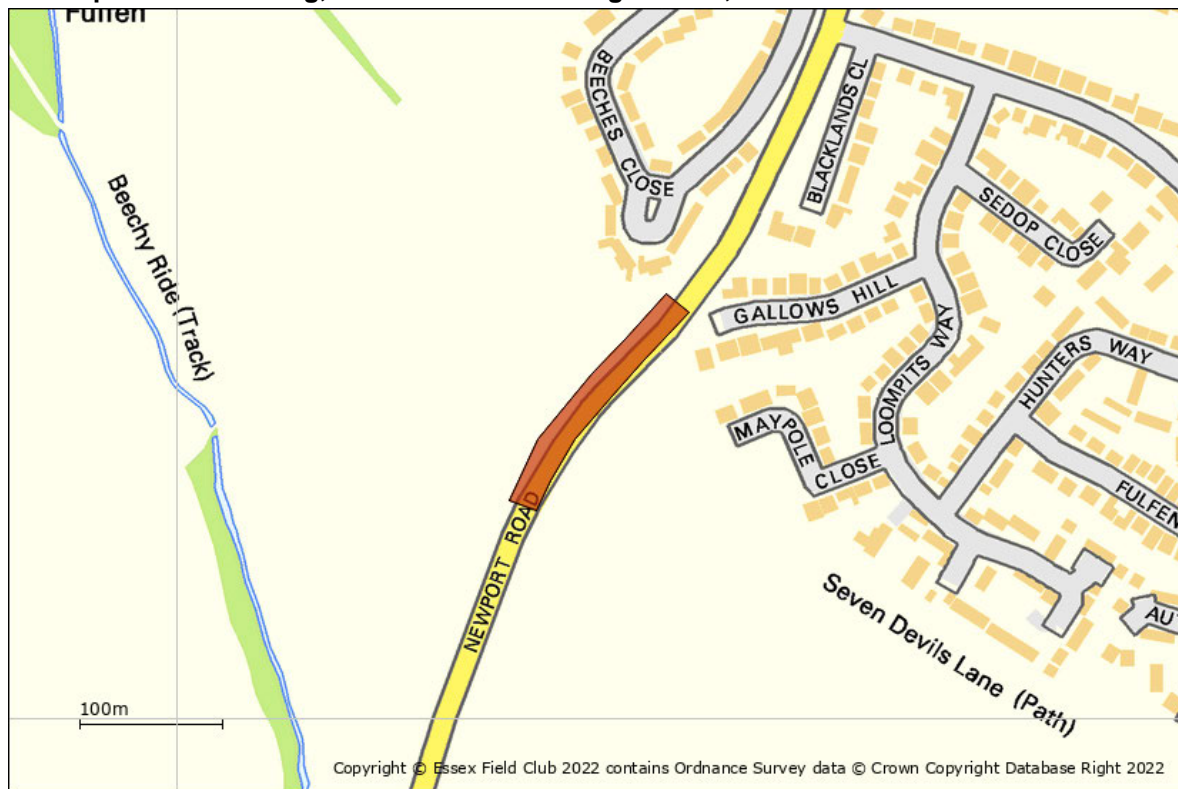 Fulfen
BEECHES CLOSE
BLACKLANDS CL
SEDOP CLOSE
Beechy Ride (Track)
GALLOWS HILL
LOOMPITS WAY
HUNTERS WAY
MAYPOLE CLOSE
FULFEN
NEWPORT ROAD
Seven Devils Lane (Path)
AU
100m
Copyright © Essex Field Club 2022 contains Ordnance Survey data © Crown Copyright Database Right 2022